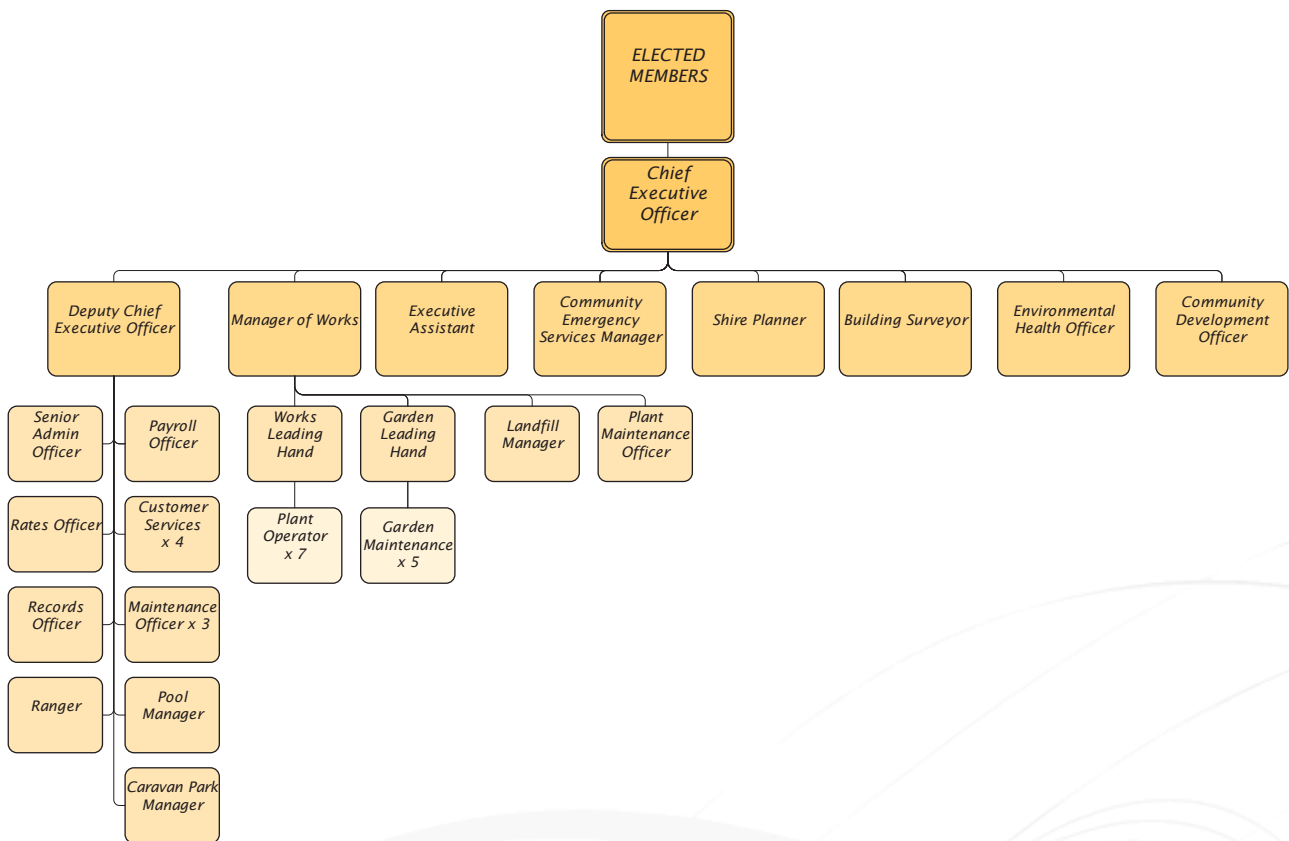 ELECTED
MEMBERS
Chief
Executive
Officer
Deputy Chief
Executive Officer
Manager of Works
Executive
Assistant
Community
Emergency
Services Manager
Shire Planner
Building Surveyor
Environmental
Health Officer
Community
Development
Officer
Senior
Admin
Officer
Payroll
Officer
Works
Leading
Hand
Garden
Leading
Hand
Landfill
Manager
Plant
Maintenance
Officer
Rates Officer
Customer
Services
x 4
Plant
Operator
x 7
Garden
Maintenance
x 5
Records
Officer
Maintenance
Officer x 3
Ranger
Pool
Manager
Caravan Park
Manager